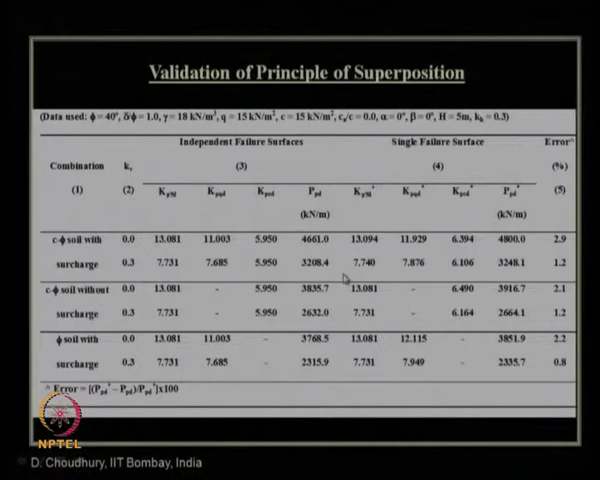 Validation of Principle of Superposition
(Data used: ϕ = 40°, δ/ϕ = 1.0, γ = 18 kN/m³, q = 15 kN/m², c = 15 kN/m², cₐ/c = 0.0, α = 0°, β = 0°, H = 5m, kₕ = 0.3)
Independent Failure Surfaces Single Failure Surface Error^
Combination kᵥ (3) (4) (%)
(1) (2) Kpγd Kpqd Kpcd Ppd Kpγd* Kpqd* Kpcd* Ppd* (5)
(kN/m) (kN/m)
c-ϕ soil with 0.0 13.081 11.003 5.950 4661.0 13.094 11.929 6.394 4800.0 2.9
surcharge 0.3 7.731 7.685 5.950 3208.4 7.740 7.876 6.106 3248.1 1.2
c-ϕ soil without 0.0 13.081 - 5.950 3835.7 13.081 - 6.490 3916.7 2.1
surcharge 0.3 7.731 - 5.950 2632.0 7.731 - 6.164 2664.1 1.2
ϕ soil with 0.0 13.081 11.003 - 3768.5 13.081 12.115 - 3851.9 2.2
surcharge 0.3 7.731 7.685 - 2315.9 7.731 7.949 - 2335.7 0.8
^ Error = [(Ppd* – Ppd)/Ppd*]x100
NPTEL
D. Choudhury, IIT Bombay, India